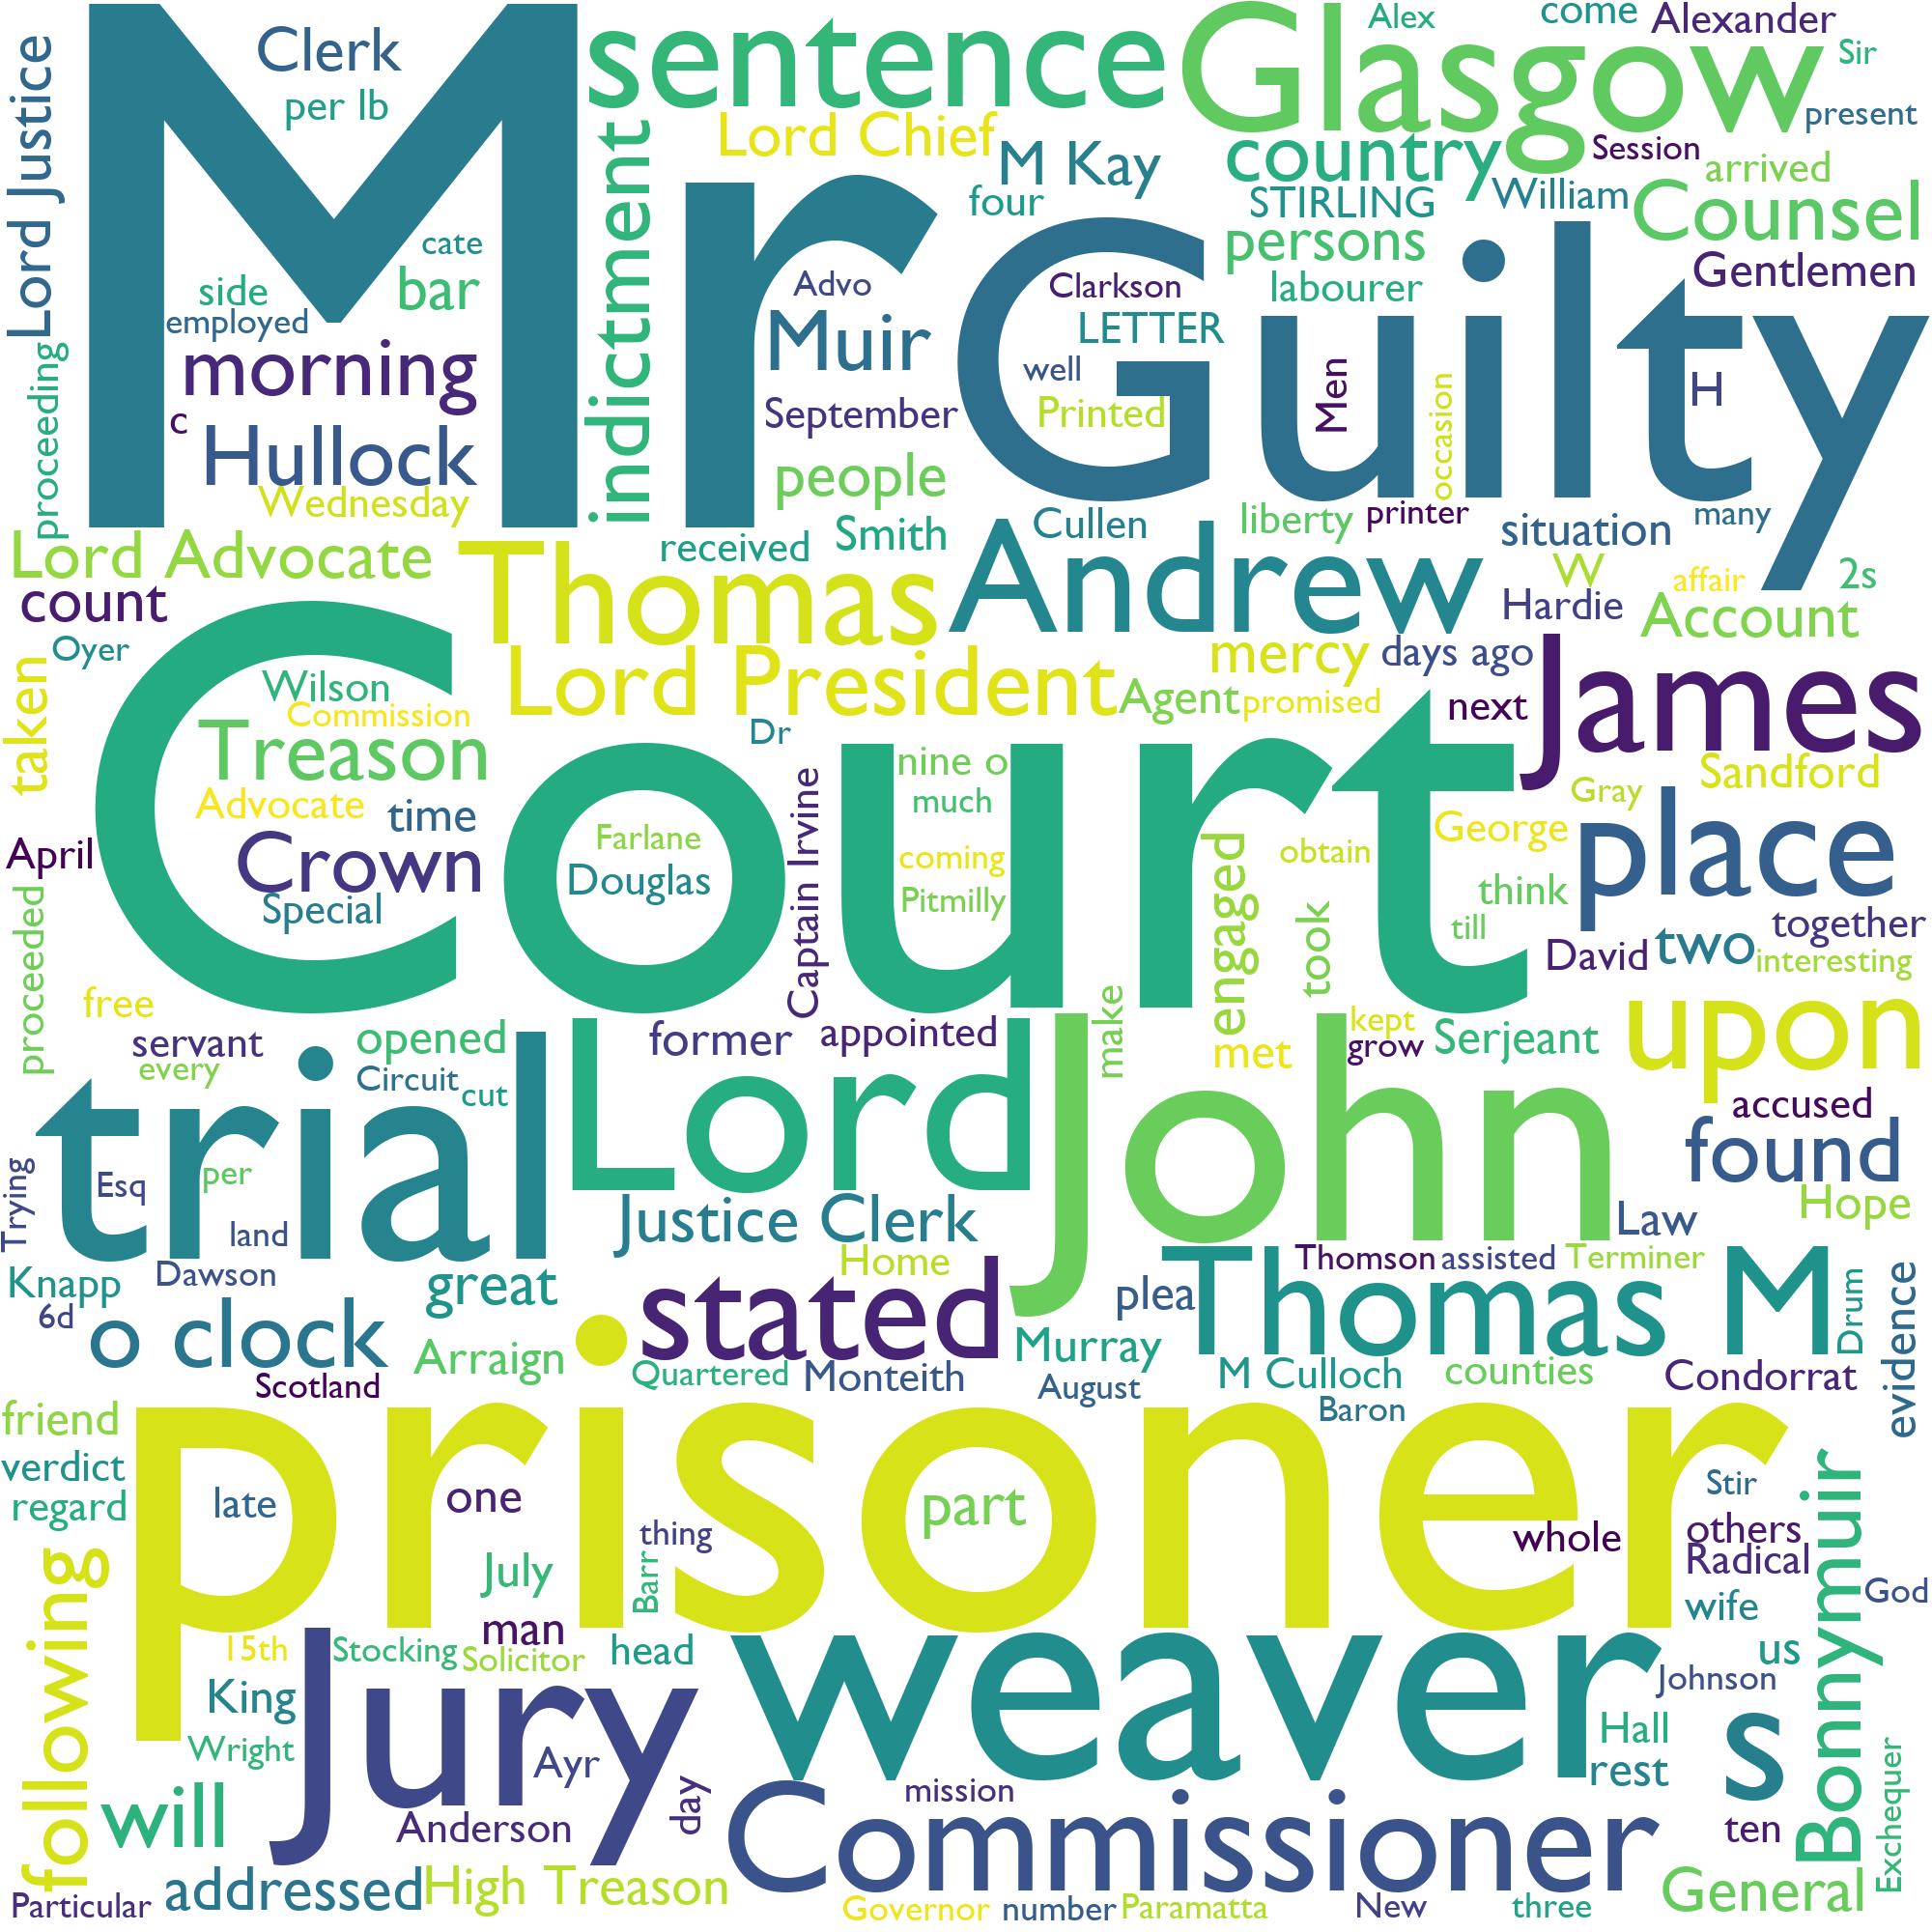 Mr
Clerk
per lb
Lord Justice
sentence
Glasgow
Alex
come
Alexander
Sir
present
Lord Chief
M Kay
country
Session
arrived
four
STIRLING
William
Counsel
indictment
cate
bar
side
employed
persons
Gentlemen
Advo
Clarkson
labourer
Muir
LETTER
Guilty
morning
proceeding
c
Hullock
Wednesday
well
September
Printed
Men
occasion
H
people
Lord Advocate
received
Smith
Cullen
liberty
printer
situation
many
count
Thomas
Andrew
W
affair
2s
Hardie
Account
Oyer
taken
Wilson
Commission
Lord President
mercy
days ago
Agent
promised
next
James
Treason
Dr
nine o
much
Sandford
Advocate
time
Court
Captain Irvine
Gray
April
Crown
Farlane
Douglas
coming
Pitmilly
engaged
obtain
George
place
Special
think
took
till
together
proceeded
David
two
interesting
free
servant
every
opened
former
appointed
make
met
kept
grow
Serjeant
upon
Circuit
cut
trial
Lord
John
accused
found
Trying
Esq
per
land
Justice Clerk
Law
Hope
Knapp
Dawson
great
Home
Thomson
assisted
Terminer
6d
o clock
stated
plea
Thomas M
Drum
evidence
Arraign
Murray
Scotland
Quartered
Monteith
August
M Culloch
counties
Condorrat
Baron
friend
verdict
regard
late
prisoner
one
part
Stir
thing
whole
others
Radical
Bonnymuir
July
Barr
wife
God
following
man
15th
Stocking
Solicitor
head
us
King
Jury
weaver
Johnson
Wright
Hall
Ayr
rest
s
will
day
mission
Exchequer
Anderson
Commissioner
ten
Particular
addressed
High Treason
Governor
number
Paramatta
New
three
General